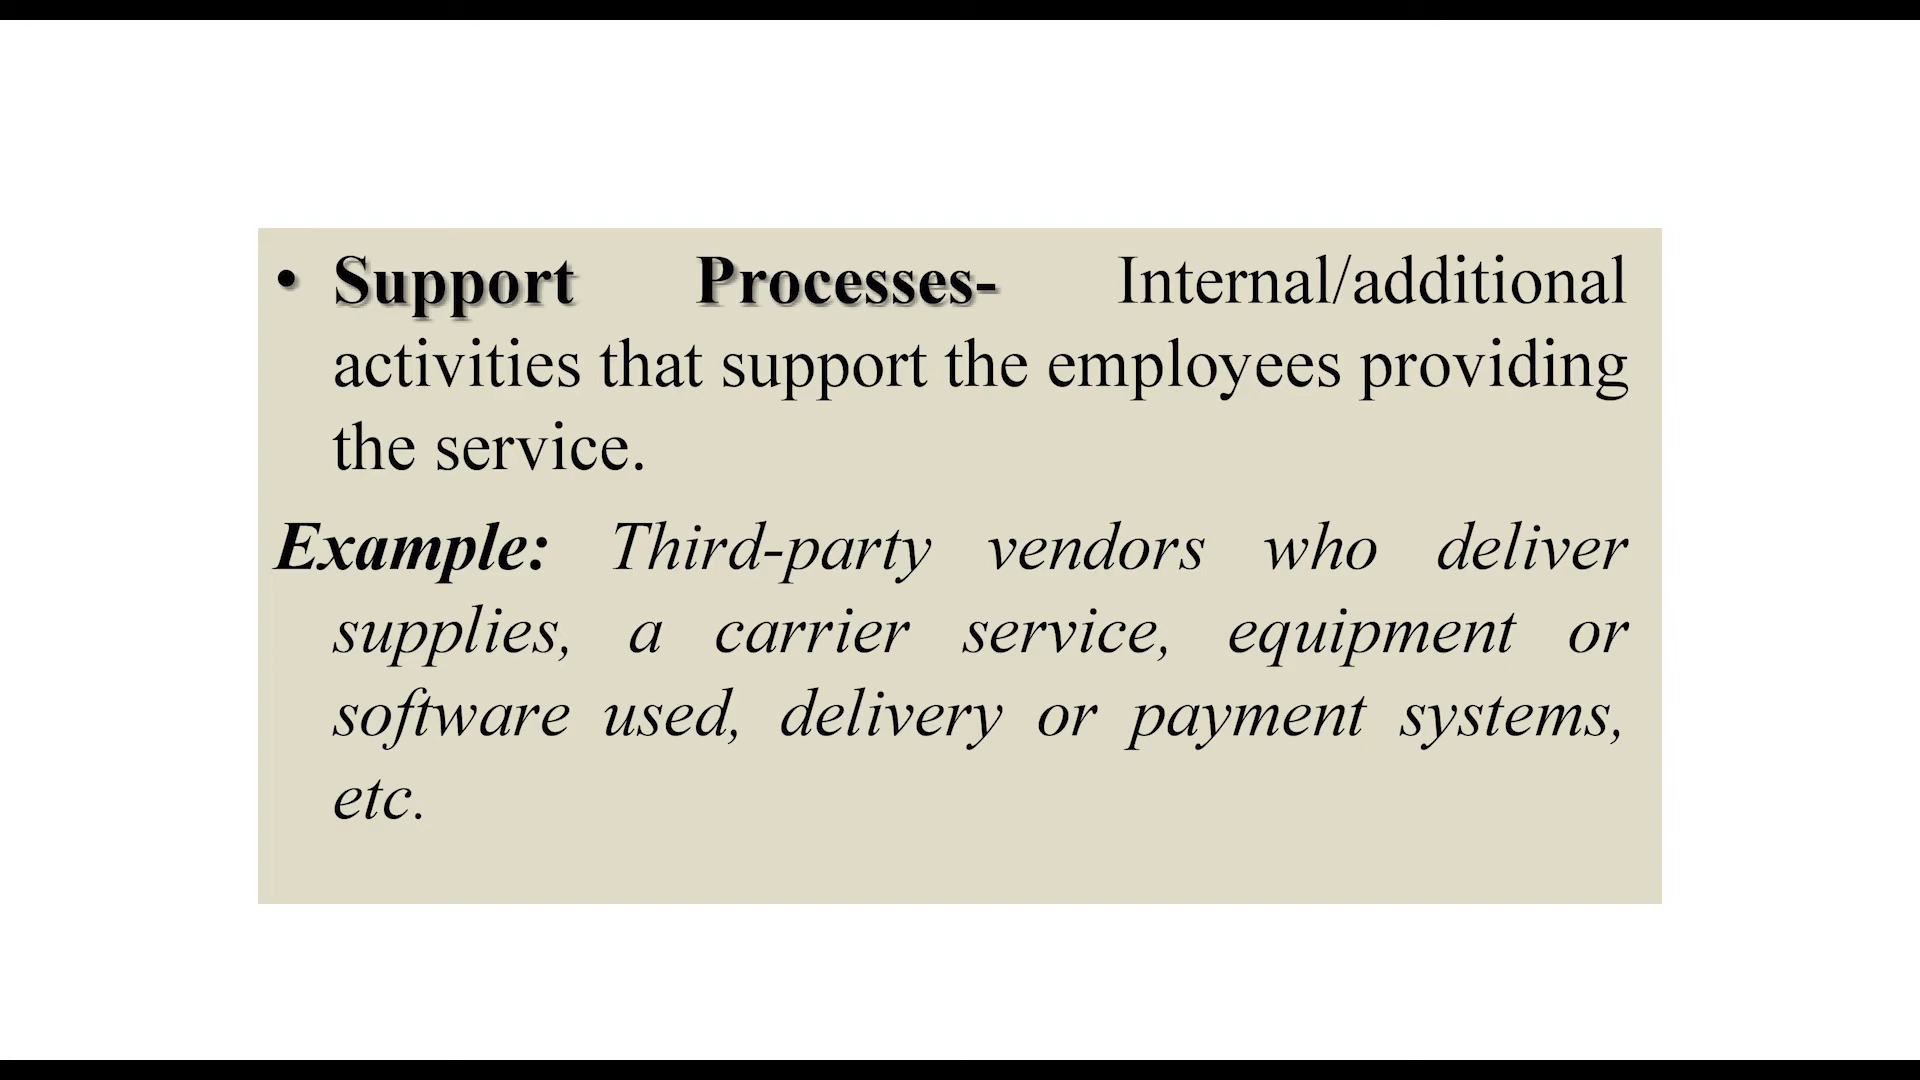 • Support Processes- Internal/additional
activities that support the employees providing
the service.
Example: Third-party vendors who deliver
supplies, a carrier service, equipment or
software used, delivery or payment systems,
etc.